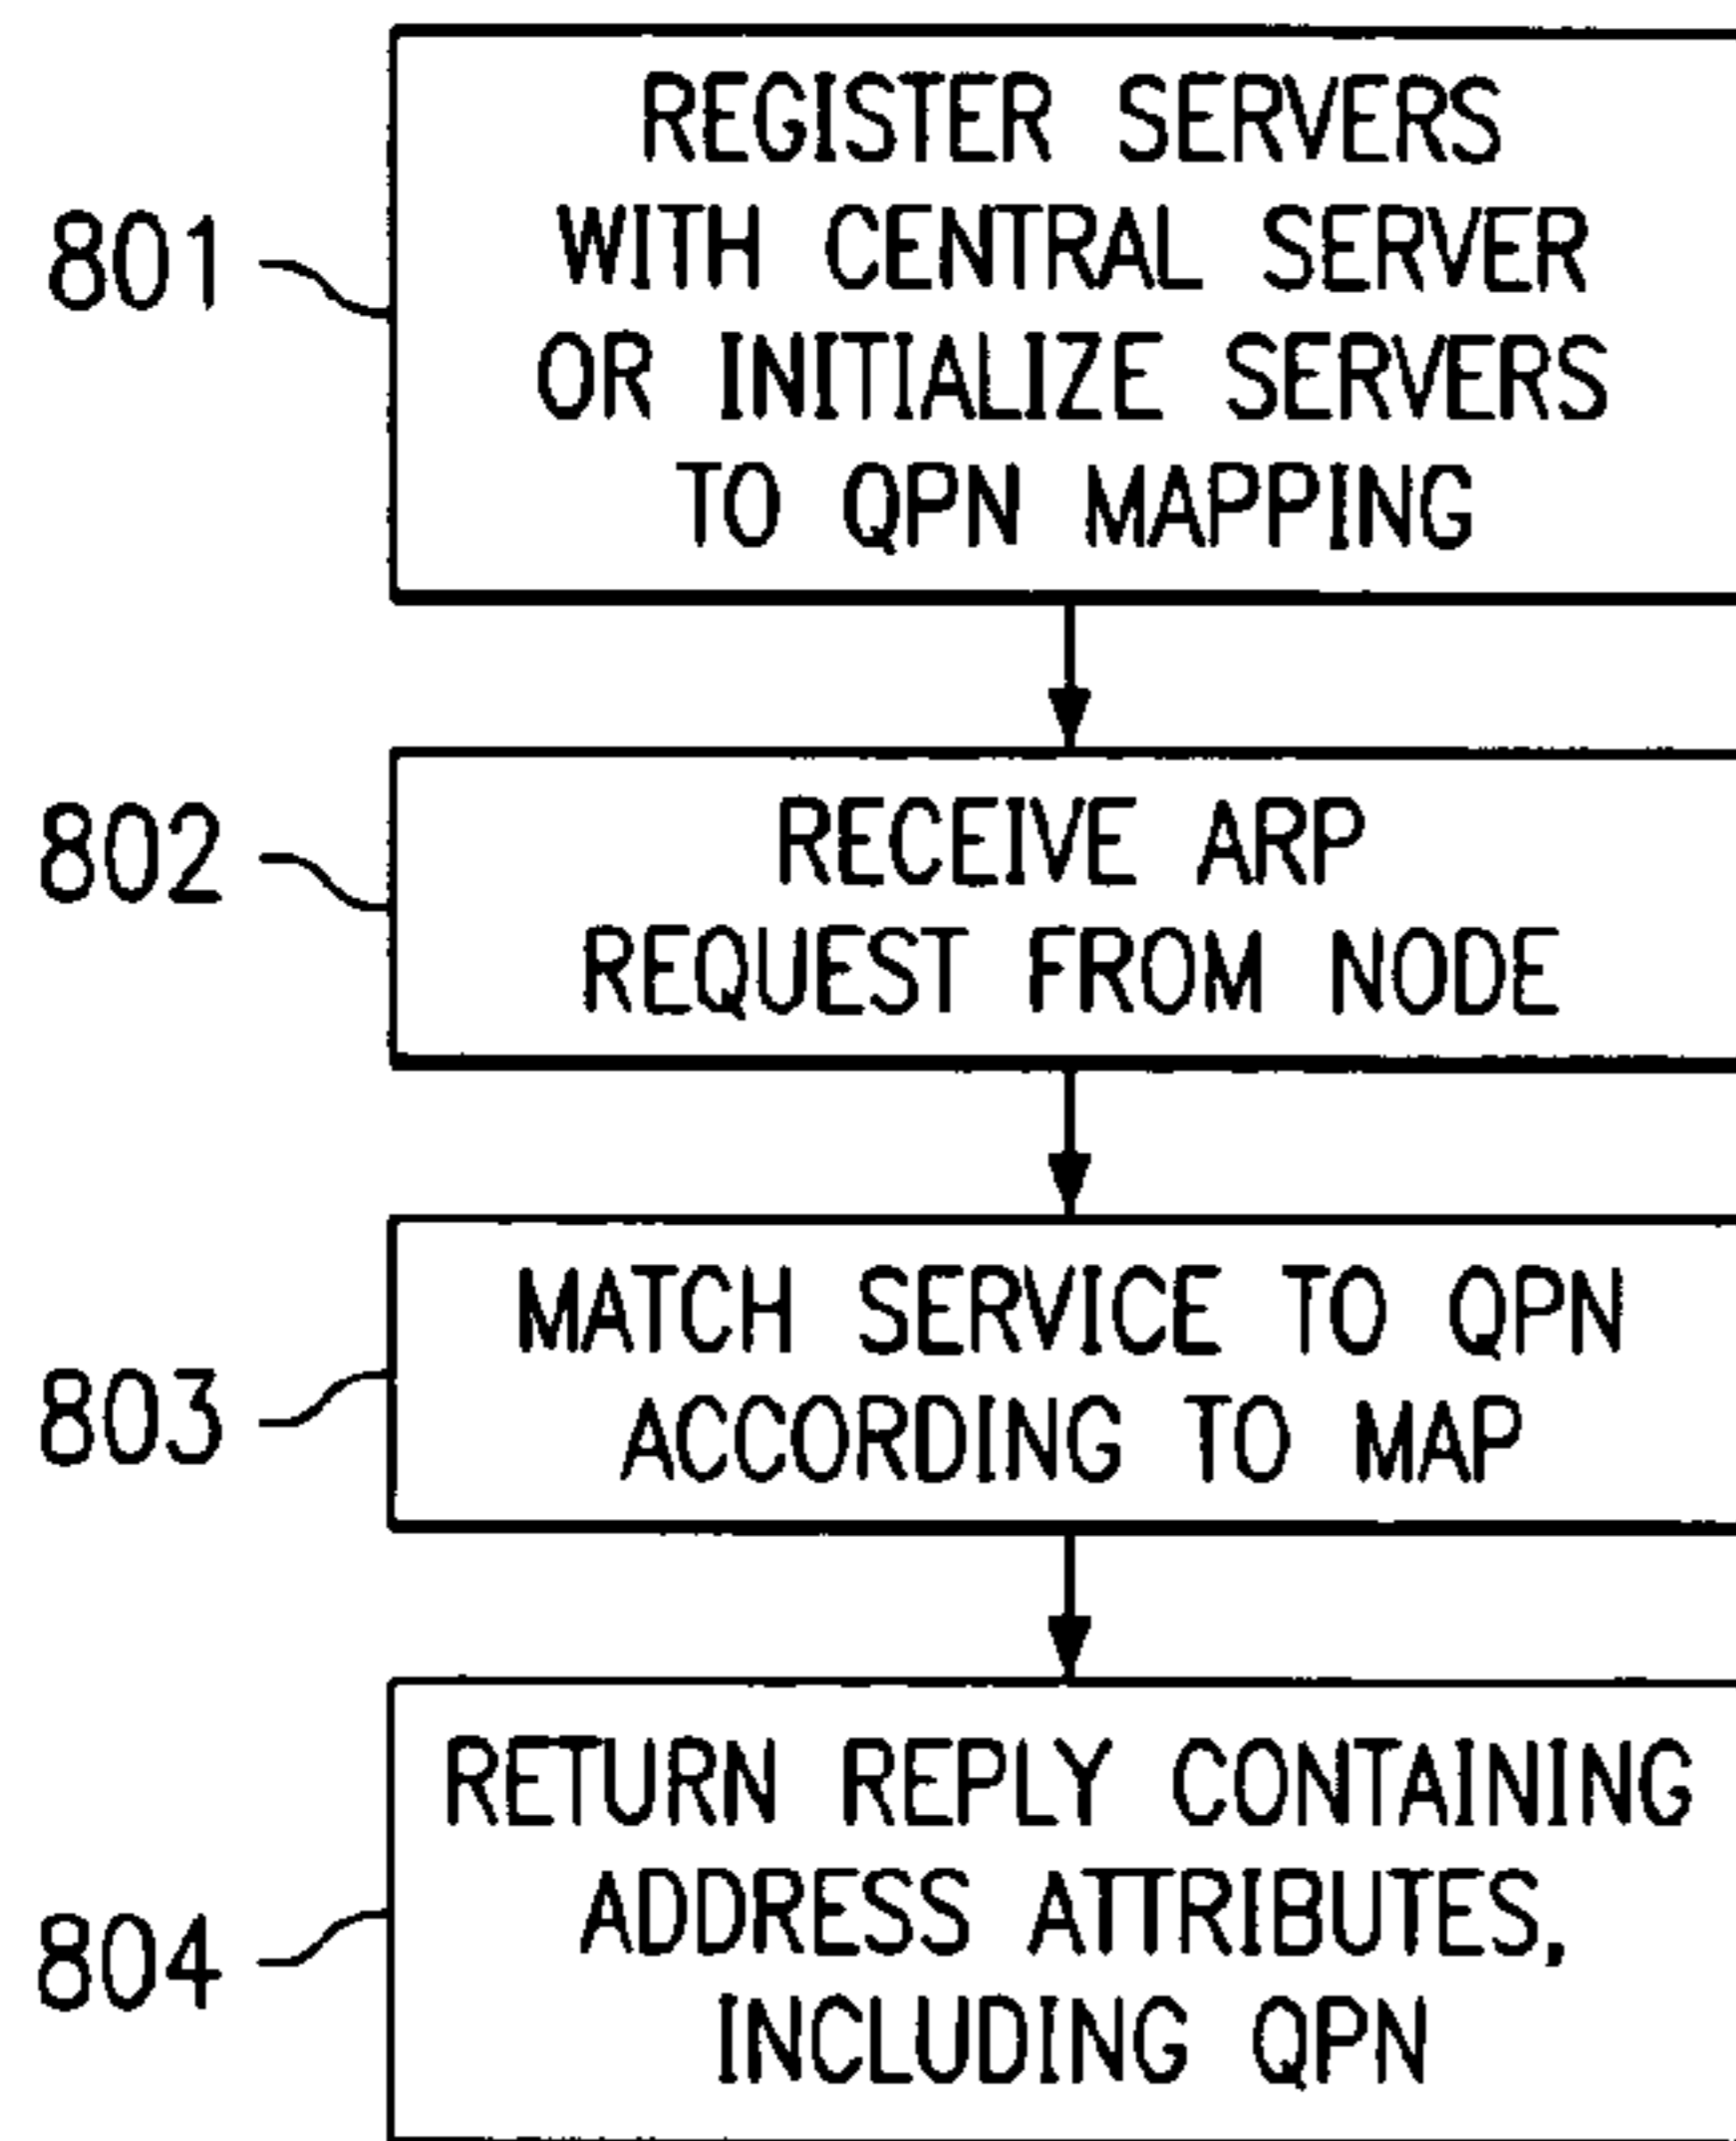 801
REGISTER SERVERS
WITH CENTRAL SERVER
OR INITIALIZE SERVERS
TO QPN MAPPING
802
RECEIVE ARP
REQUEST FROM NODE
803
MATCH SERVICE TO QPN
ACCORDING TO MAP
804
RETURN REPLY CONTAINING
ADDRESS ATTRIBUTES,
INCLUDING QPN